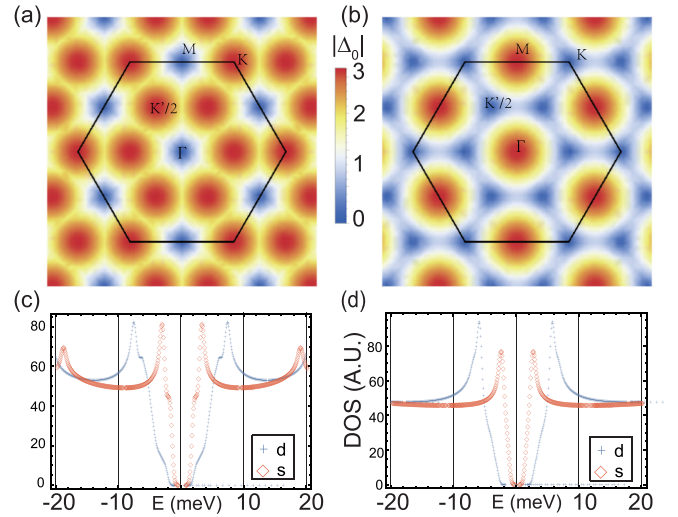 (a)
(b)
M
K
|Δ₀|
M
K
3
K'/2
K'/2
2
Γ
Γ
1
0
(c)
(d)
80
60
40
20
0
+ d
◇ s
-20 -10 E (meV) 10 20
DOS (A.U.)
80
60
40
20
0
+ d
◇ s
-20 -10 E (meV) 10 20